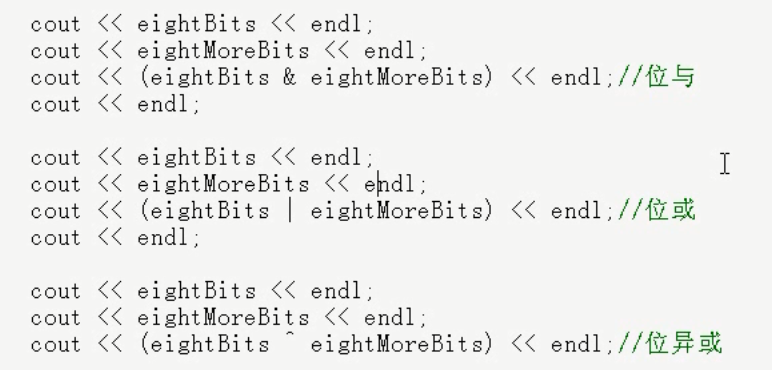 cout << eightBits << endl;
cout << eightMoreBits << endl;
cout << (eightBits & eightMoreBits) << endl;//位与
cout << endl;
cout << eightBits << endl;
cout << eightMoreBits << endl;
cout << (eightBits | eightMoreBits) << endl;//位或
cout << endl;
cout << eightBits << endl;
cout << eightMoreBits << endl;
cout << (eightBits ^ eightMoreBits) << endl;//位异或